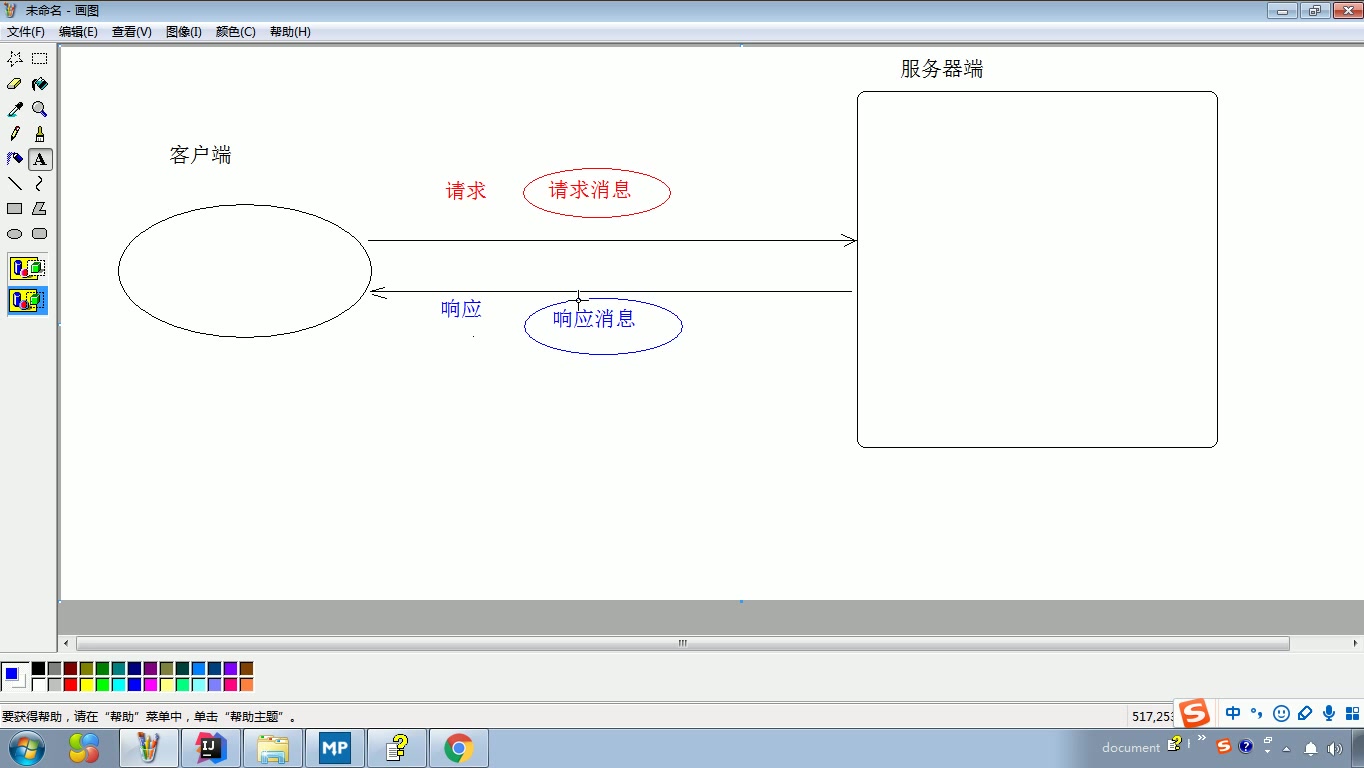 未命名 - 画图
文件(F) 编辑(E) 查看(V) 图像(I) 颜色(C) 帮助(H)
服务器端
客户端
请求 请求消息
响应 响应消息
A
要获得帮助，请在“帮助”菜单中，单击“帮助主题”。
517,253
中
IJ
MP
document